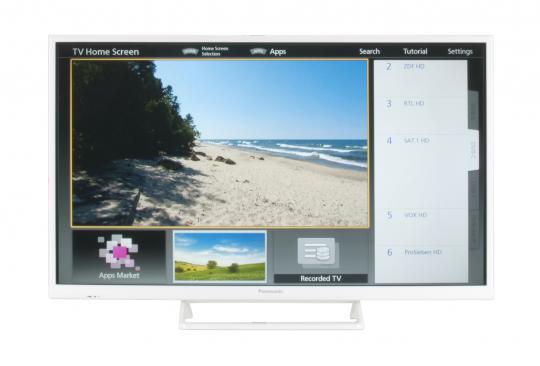 TV Home Screen
Home Screen
Selection
Apps
Search
Tutorial
Settings
2 ZDF HD
3 RTL HD
4 SAT.1 HD
5 VOX HD
6 ProSieben HD
Apps Market
Recorded TV
Panasonic